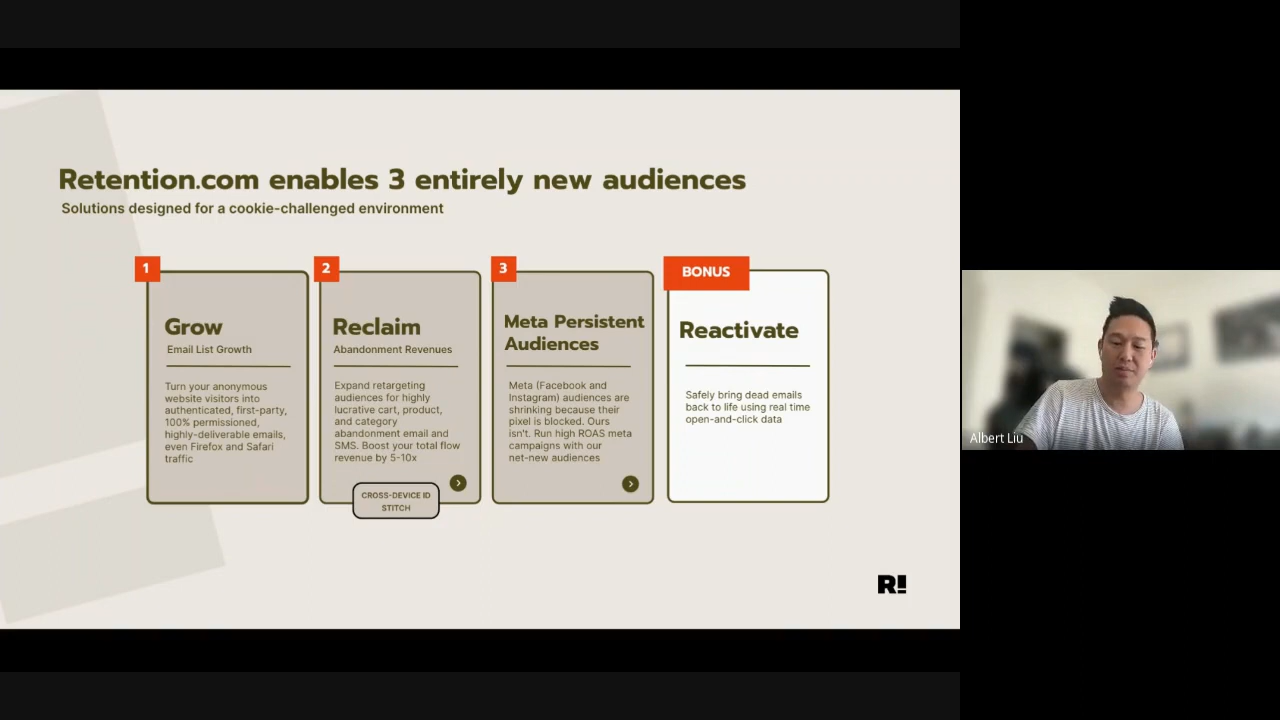 Retention.com enables 3 entirely new audiences
Solutions designed for a cookie-challenged environment
1
Grow
Email List Growth
Turn your anonymous
website visitors into
authenticated, first-party,
100% permissioned,
highly-deliverable emails,
even Firefox and Safari
traffic
2
Reclaim
Abandonment Revenues
Expand retargeting
audiences for highly
lucrative cart, product,
and category
abandonment email and
SMS. Boost your total flow
revenue by 5-10x
CROSS-DEVICE ID
STITCH
3
Meta Persistent
Audiences
Meta (Facebook and
Instagram) audiences are
shrinking because their
pixel is blocked. Ours
isn't. Run high ROAS meta
campaigns with our
net-new audiences
BONUS
Reactivate
Safely bring dead emails
back to life using real time
open-and-click data
R!
Albert Liu